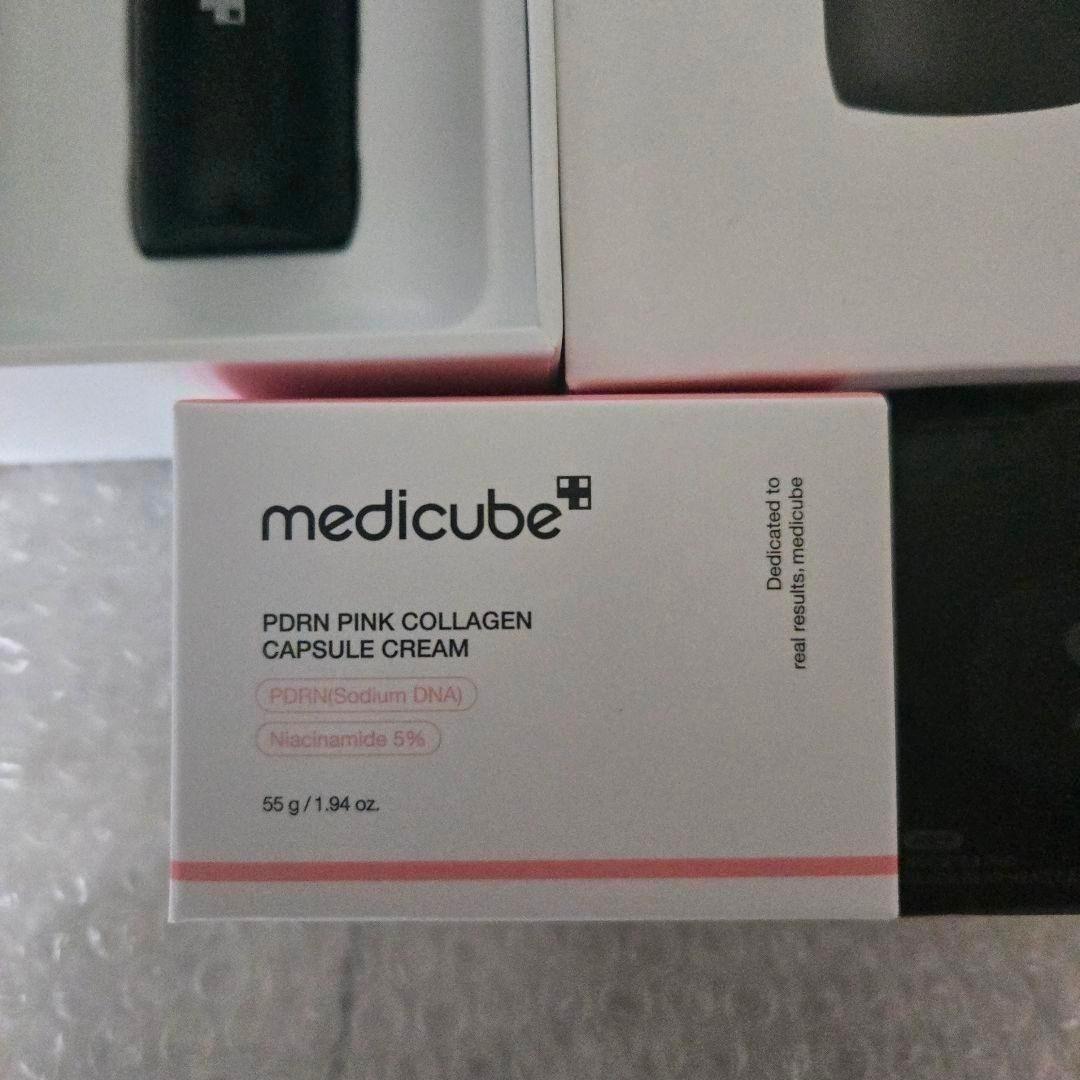 medicube
PDRN PINK COLLAGEN
CAPSULE CREAM
PDRN(Sodium DNA)
Niacinamide 5%
55 g / 1.94 oz.
Dedicated to
real results, medicube